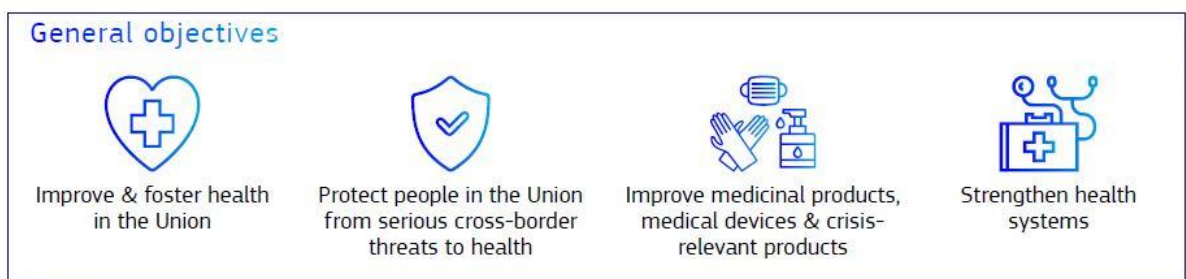 General objectives
Improve & foster health
in the Union
Protect people in the Union
from serious cross-border
threats to health
Improve medicinal products,
medical devices & crisis-
relevant products
Strengthen health
systems